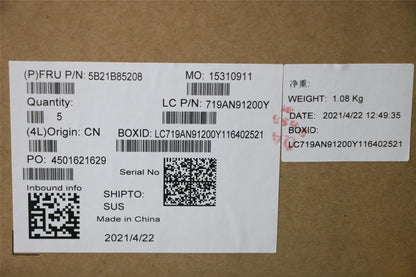 (P)FRU P/N: 5B21B85208
MO: 15310911
Quantity:
5
LC P/N: 719AN91200Y
(4L)Origin: CN
BOXID: LC719AN91200Y116402521
PO: 4501621629
Serial No
Inbound info
SHIPTO:
SUS
Made in China
2021/4/22
净重:
WEIGHT: 1.08 Kg
DATE: 2021/4/22 12:49:35
BOXID:
LC719AN91200Y116402521